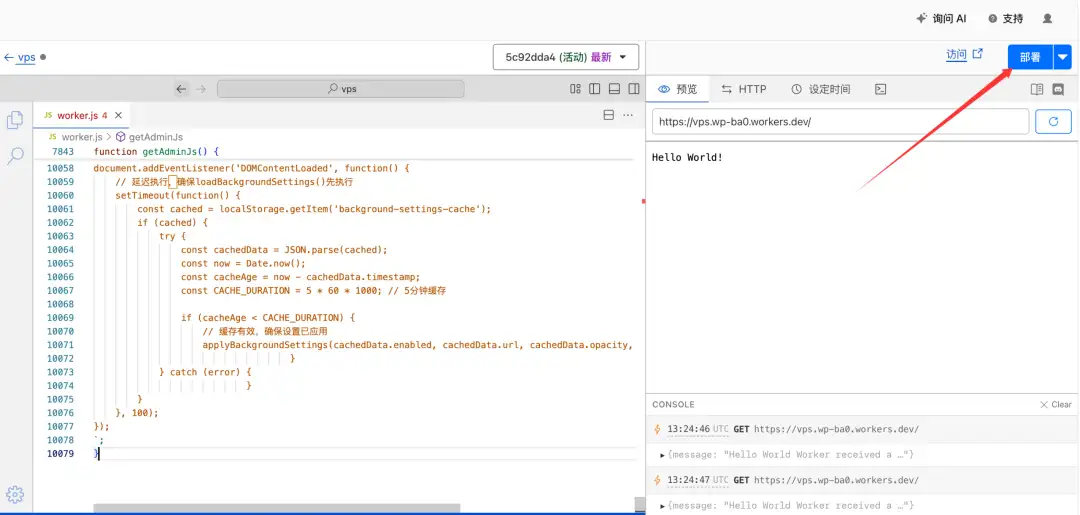 询问 AI
支持
vps
5c92dda4 (活动) 最新
访问
部署
vps
预览
HTTP
设定时间
JS worker.js 4
JS worker.js > getAdminJs
https://vps.wp-ba0.workers.dev/
Hello World!
7843 function getAdminJs() {
10058 document.addEventListener('DOMContentLoaded', function() {
10059 // 延迟执行，确保loadBackgroundSettings()先执行
10060 setTimeout(function() {
10061 const cached = localStorage.getItem('background-settings-cache');
10062 if (cached) {
10063 try {
10064 const cachedData = JSON.parse(cached);
10065 const now = Date.now();
10066 const cacheAge = now - cachedData.timestamp;
10067 const CACHE_DURATION = 5 * 60 * 1000; // 5分钟缓存
10068
10069 if (cacheAge < CACHE_DURATION) {
10070 // 缓存有效，确保设置已应用
10071 applyBackgroundSettings(cachedData.enabled, cachedData.url, cachedData.opacity,
10072 }
10073 } catch (error) {
10074 }
10075 }
10076 }, 100);
10077 });
10078 `;
10079 }
CONSOLE
Clear
13:24:46 UTC GET https://vps.wp-ba0.workers.dev/
{message: "Hello World Worker received a …"}
13:24:47 UTC GET https://vps.wp-ba0.workers.dev/
{message: "Hello World Worker received a …"}